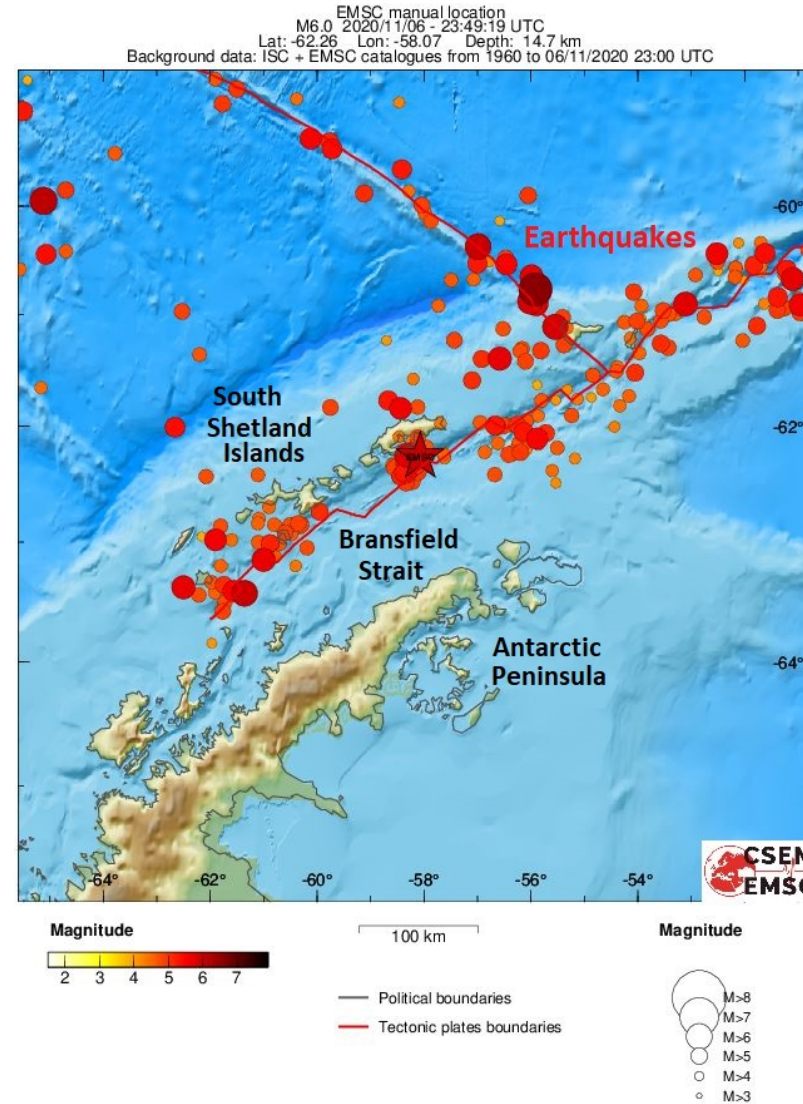 EMSC manual location
M6.0 2020/11/06 - 23:49:19 UTC
Lat: -62.26 Lon: -58.07 Depth: 14.7 km
Background data: ISC + EMSC catalogues from 1960 to 06/11/2020 23:00 UTC
-60°
Earthquakes
South
Shetland
Islands
-62°
EMSC
Bransfield
Strait
Antarctic
Peninsula
-64°
-64° -62° -60° -58° -56° -54°
CSEM
EMSC
Magnitude
2 3 4 5 6 7
100 km
Political boundaries
Tectonic plates boundaries
Magnitude
M>8
M>7
M>6
M>5
M>4
M>3